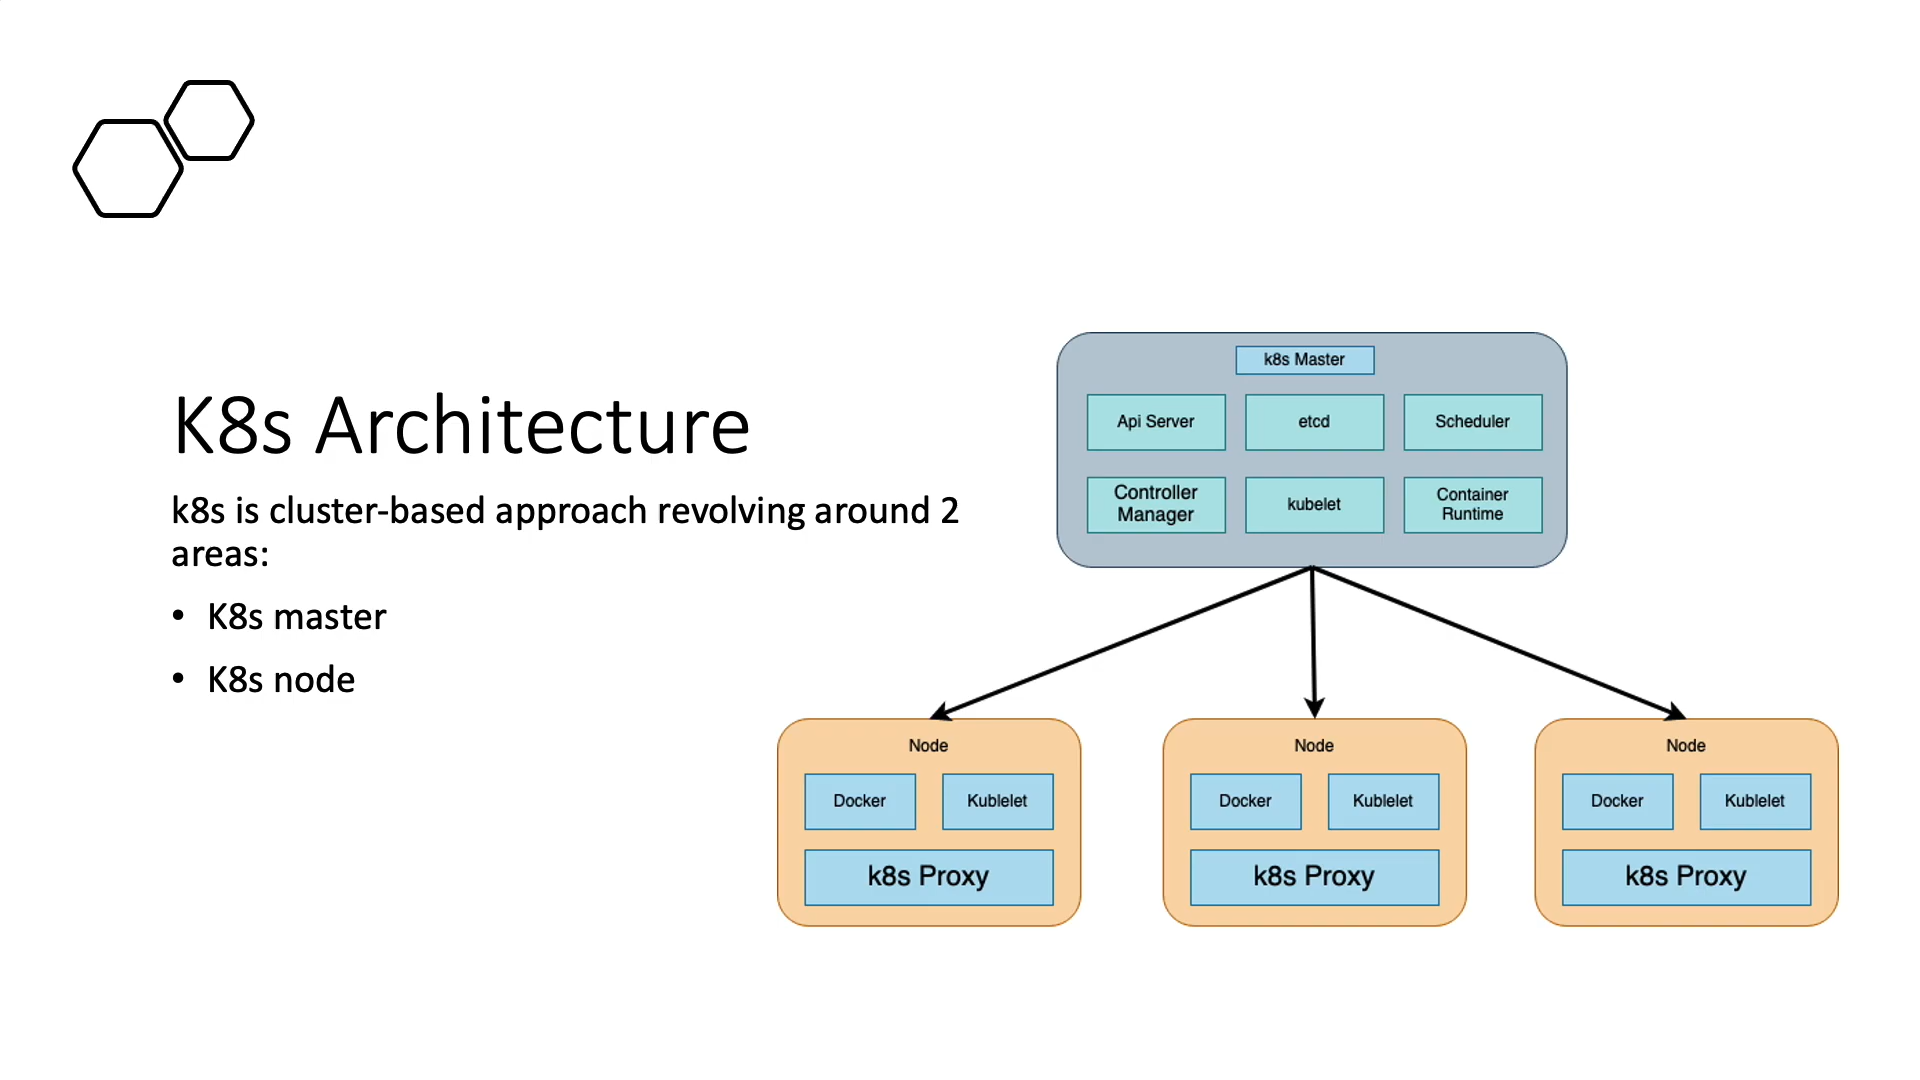 K8s Architecture
k8s is cluster-based approach revolving around 2
areas:
• K8s master
• K8s node
k8s Master
Api Server
etcd
Scheduler
Controller
Manager
kubelet
Container
Runtime
Node
Docker
Kublelet
k8s Proxy
Node
Docker
Kublelet
k8s Proxy
Node
Docker
Kublelet
k8s Proxy